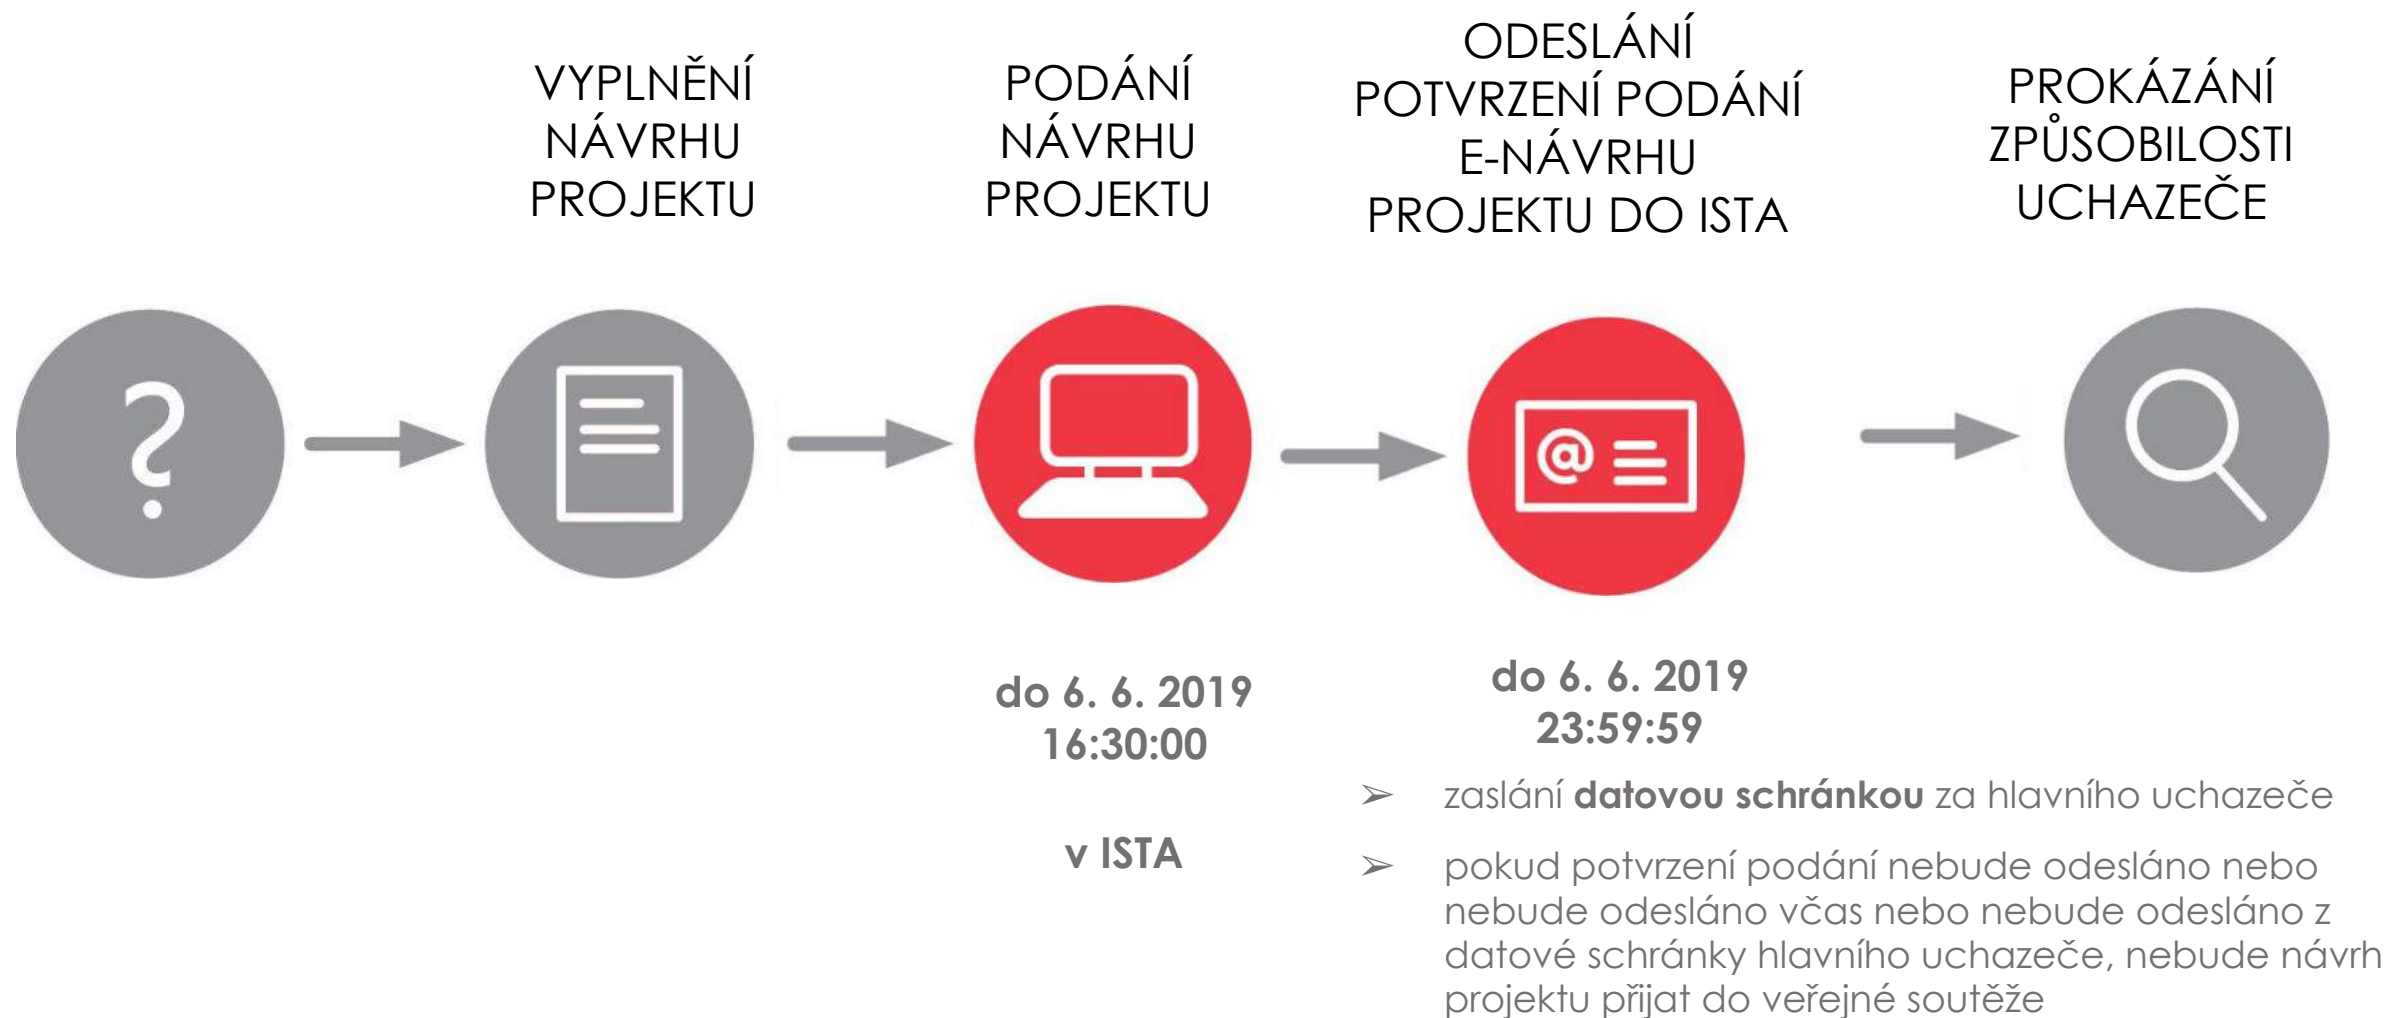 VYPLNĚNÍ
NÁVRHU
PROJEKTU
PODÁNÍ
NÁVRHU
PROJEKTU
ODESLÁNÍ
POTVRZENÍ PODÁNÍ
E-NÁVRHU
PROJEKTU DO ISTA
PROKÁZÁNÍ
ZPŮSOBILOSTI
UCHAZEČE
?
@
do 6. 6. 2019
16:30:00
v ISTA
do 6. 6. 2019
23:59:59
➢ zaslání datovou schránkou za hlavního uchazeče
➢ pokud potvrzení podání nebude odesláno nebo
nebude odesláno včas nebo nebude odesláno z
datové schránky hlavního uchazeče, nebude návrh
projektu přijat do veřejné soutěže